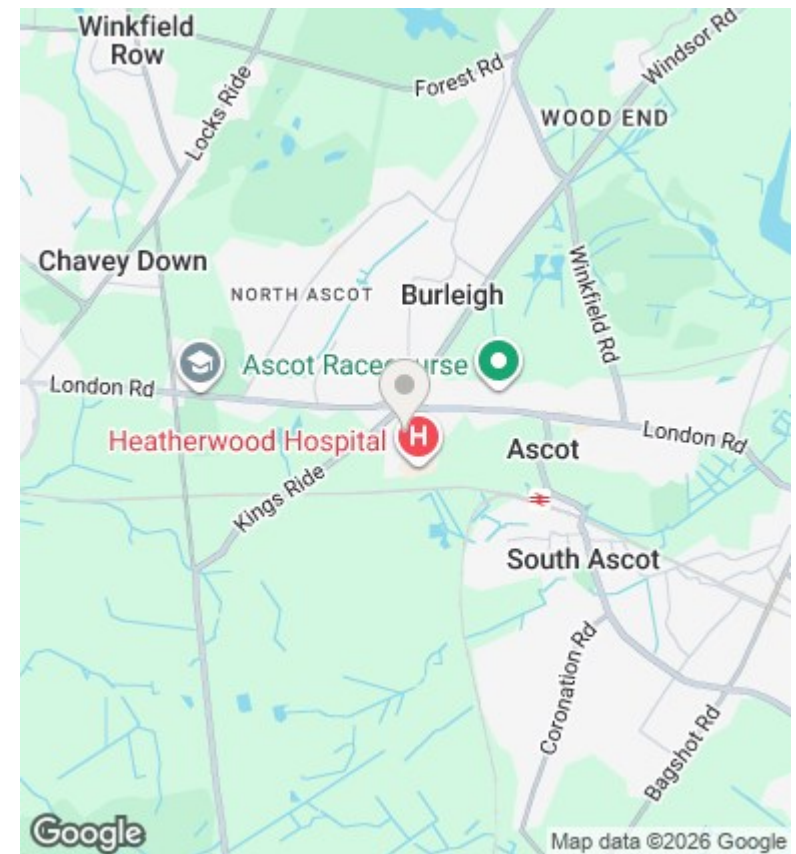 Winkfield
Row
Windsor Rd
Forest Rd
Locks Ride
WOOD END
Chavey Down
Winkfield Rd
NORTH ASCOT
Burleigh
Ascot Racecourse
London Rd
Heatherwood Hospital
H
Ascot
London Rd
Kings Ride
South Ascot
Coronation Rd
Bagshot Rd
Google
Map data ©2026 Google